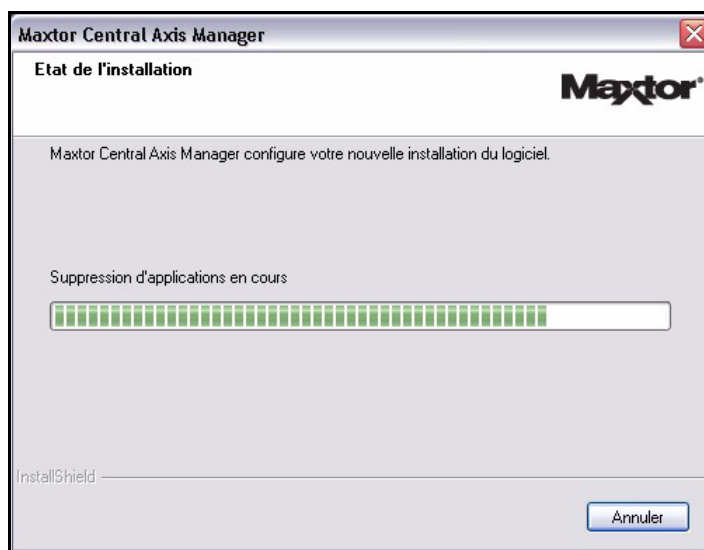 Maxtor Central Axis Manager
Etat de l'installation
Maxtor®
Maxtor Central Axis Manager configure votre nouvelle installation du logiciel.
Suppression d'applications en cours
InstallShield
Annuler